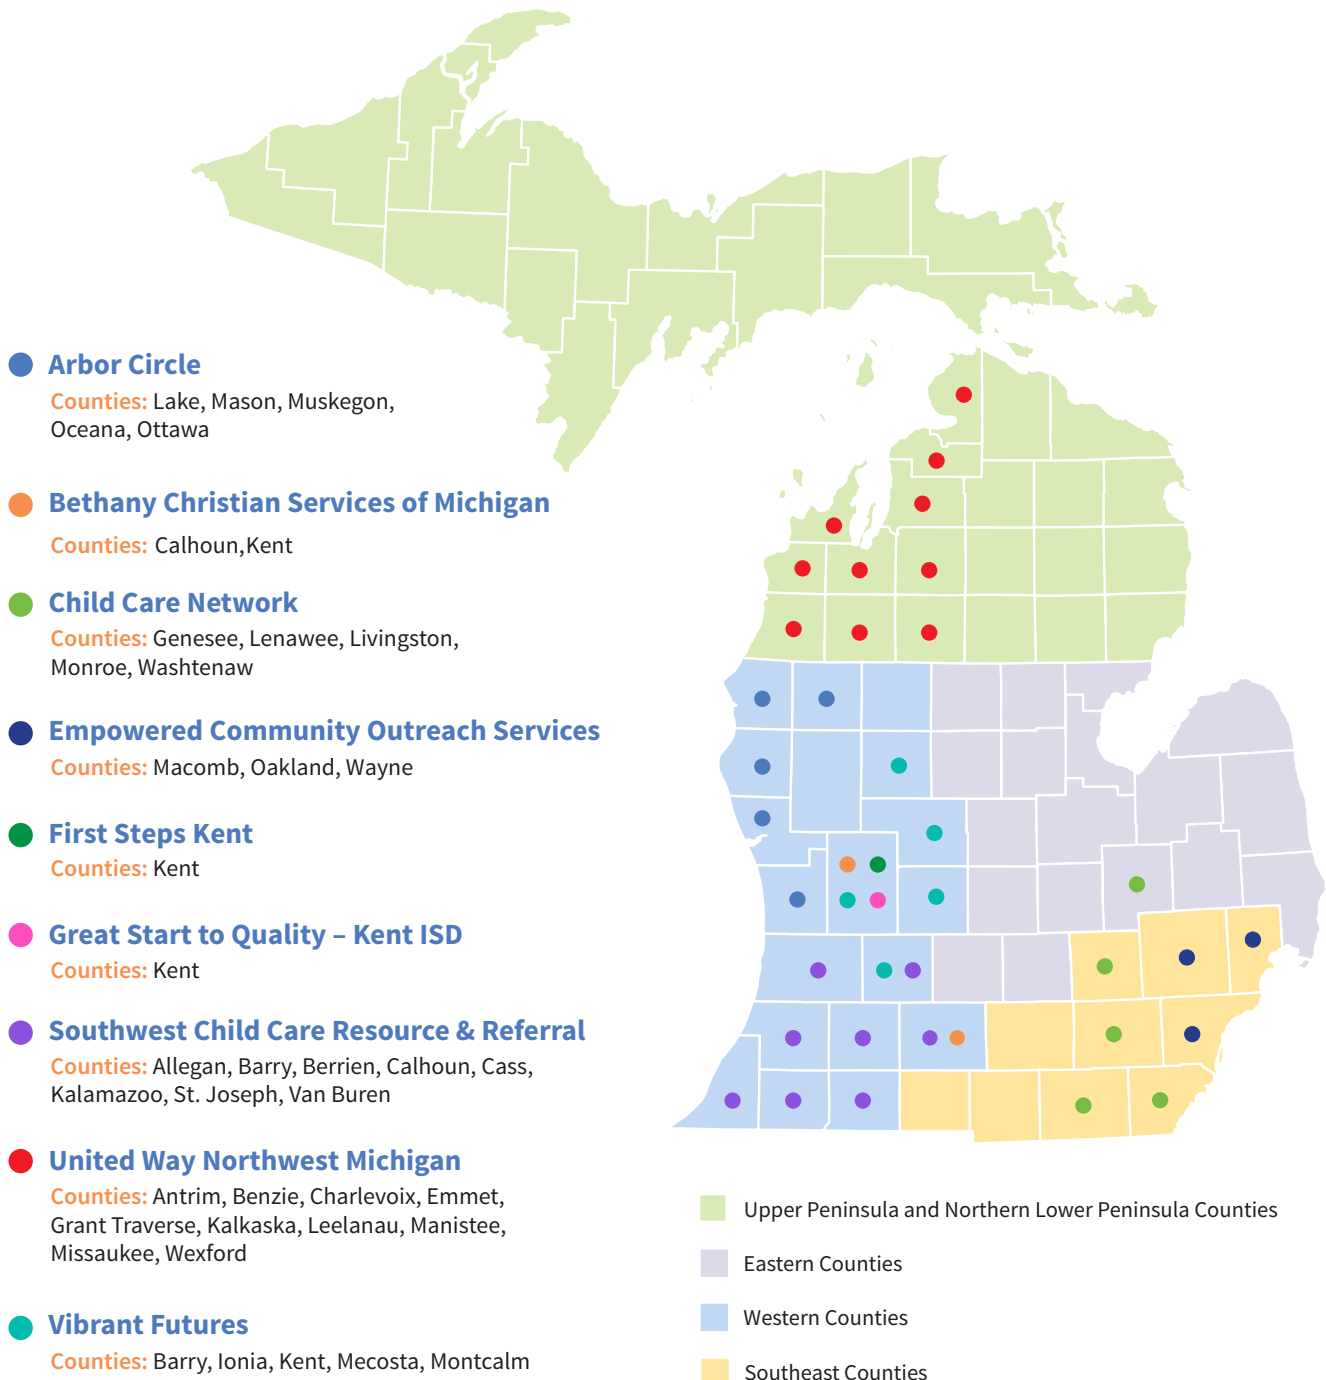 Arbor Circle
Counties: Lake, Mason, Muskegon,
Oceana, Ottawa
Bethany Christian Services of Michigan
Counties: Calhoun,Kent
Child Care Network
Counties: Genesee, Lenawee, Livingston,
Monroe, Washtenaw
Empowered Community Outreach Services
Counties: Macomb, Oakland, Wayne
First Steps Kent
Counties: Kent
Great Start to Quality – Kent ISD
Counties: Kent
Southwest Child Care Resource & Referral
Counties: Allegan, Barry, Berrien, Calhoun, Cass,
Kalamazoo, St. Joseph, Van Buren
United Way Northwest Michigan
Counties: Antrim, Benzie, Charlevoix, Emmet,
Grant Traverse, Kalkaska, Leelanau, Manistee,
Missaukee, Wexford
Vibrant Futures
Counties: Barry, Ionia, Kent, Mecosta, Montcalm
Upper Peninsula and Northern Lower Peninsula Counties
Eastern Counties
Western Counties
Southeast Counties